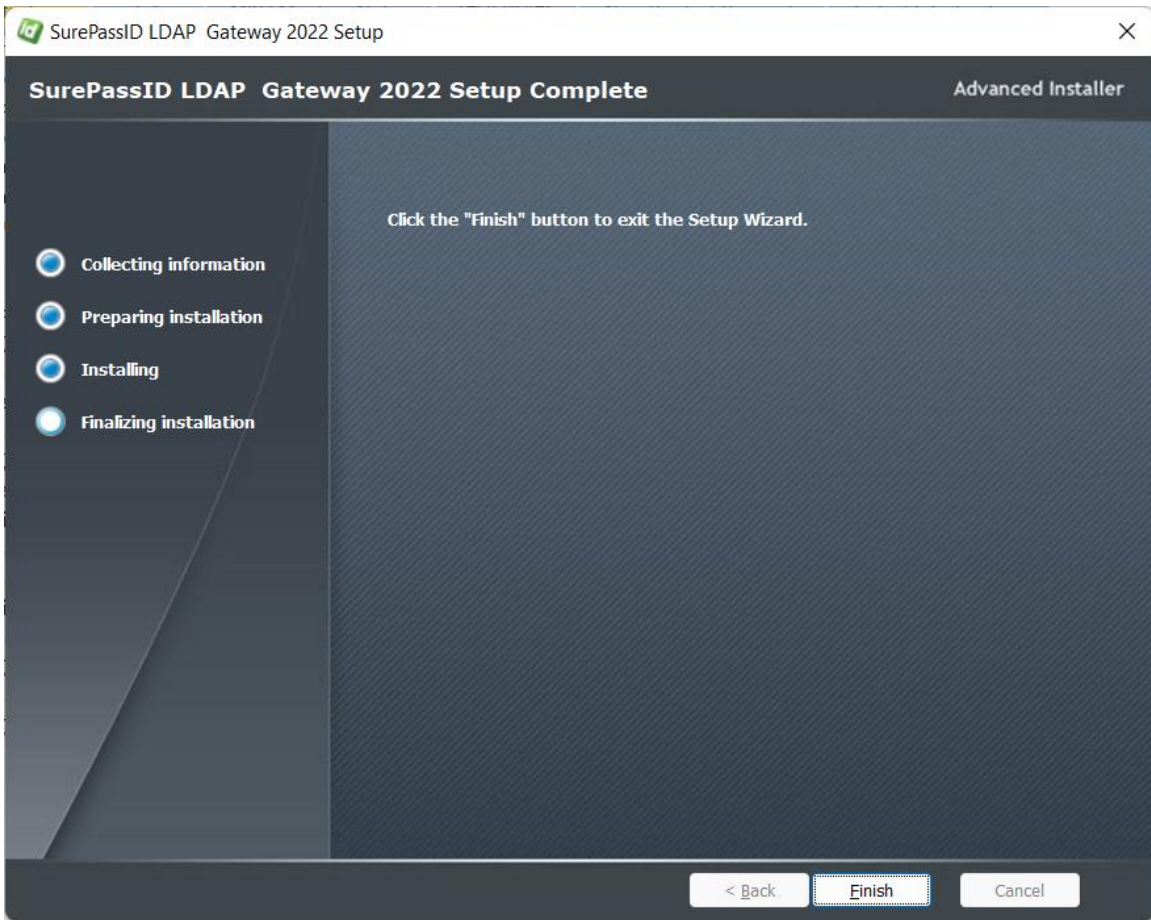 SurePassID LDAP  Gateway 2022 Setup
SurePassID LDAP  Gateway 2022 Setup Complete
Advanced Installer
Click the "Finish" button to exit the Setup Wizard.
Collecting information
Preparing installation
Installing
Finalizing installation
< Back
Finish
Cancel